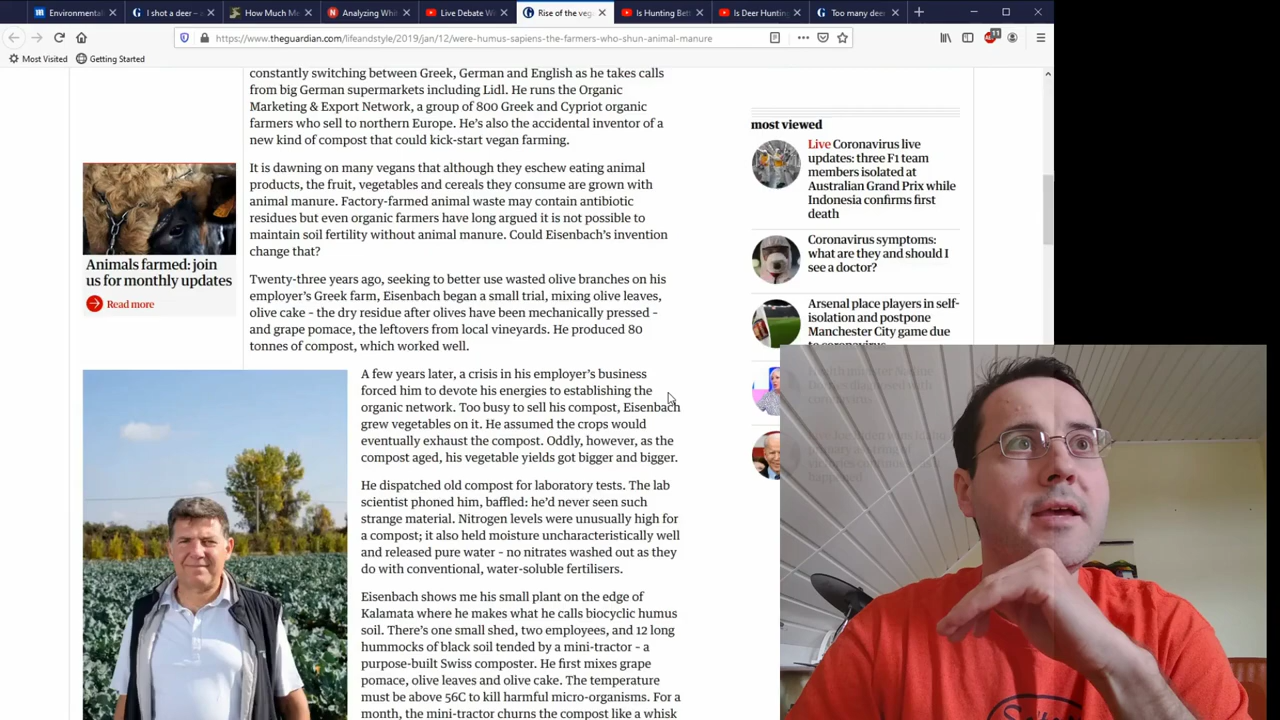 Environmental
I shot a deer –
How Much Me
Analyzing Whi
Live Debate Wi
Rise of the veg
Is Hunting Bett
Is Deer Hunting
Too many deer
https://www.theguardian.com/lifeandstyle/2019/jan/12/were-humus-sapiens-the-farmers-who-shun-animal-manure
11
Most Visited
Getting Started
constantly switching between Greek, German and English as he takes calls
from big German supermarkets including Lidl. He runs the Organic
Marketing & Export Network, a group of 800 Greek and Cypriot organic
farmers who sell to northern Europe. He's also the accidental inventor of a
new kind of compost that could kick-start vegan farming.
It is dawning on many vegans that although they eschew eating animal
products, the fruit, vegetables and cereals they consume are grown with
animal manure. Factory-farmed animal waste may contain antibiotic
residues but even organic farmers have long argued it is not possible to
maintain soil fertility without animal manure. Could Eisenbach's invention
change that?
Twenty-three years ago, seeking to better use wasted olive branches on his
employer's Greek farm, Eisenbach began a small trial, mixing olive leaves,
olive cake – the dry residue after olives have been mechanically pressed –
and grape pomace, the leftovers from local vineyards. He produced 80
tonnes of compost, which worked well.
A few years later, a crisis in his employer's business
forced him to devote his energies to establishing the
organic network. Too busy to sell his compost, Eisenbach
grew vegetables on it. He assumed the crops would
eventually exhaust the compost. Oddly, however, as the
compost aged, his vegetable yields got bigger and bigger.
He dispatched old compost for laboratory tests. The lab
scientist phoned him, baffled: he'd never seen such
strange material. Nitrogen levels were unusually high for
a compost; it also held moisture uncharacteristically well
and released pure water – no nitrates washed out as they
do with conventional, water-soluble fertilisers.
Eisenbach shows me his small plant on the edge of
Kalamata where he makes what he calls biocyclic humus
soil. There's one small shed, two employees, and 12 long
hummocks of black soil tended by a mini-tractor – a
purpose-built Swiss composter. He first mixes grape
pomace, olive leaves and olive cake. The temperature
must be above 56C to kill harmful micro-organisms. For a
month, the mini-tractor churns the compost like a whisk
Animals farmed: join
us for monthly updates
Read more
most viewed
Live Coronavirus live
updates: three F1 team
members isolated at
Australian Grand Prix while
Indonesia confirms first
death
Coronavirus symptoms:
what are they and should I
see a doctor?
Arsenal place players in self-
isolation and postpone
Manchester City game due
to coronavirus